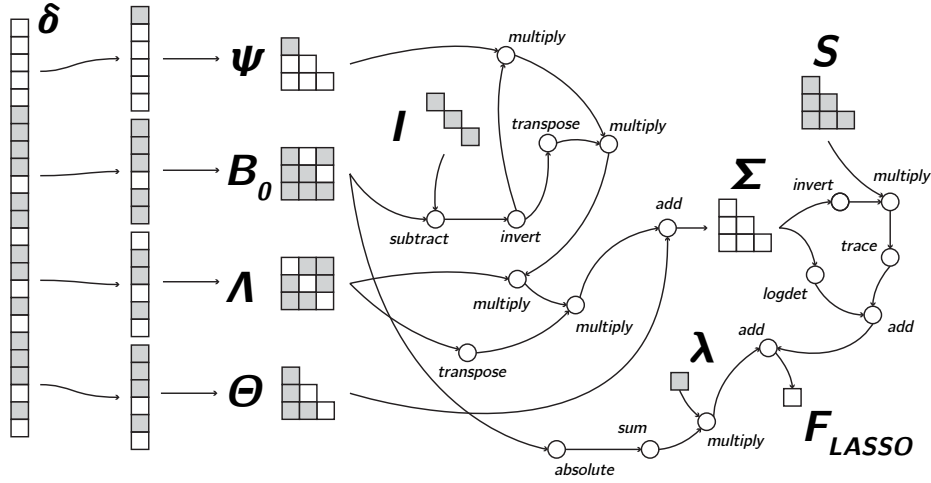 δ
Ψ
B0
Λ
Θ
I
multiply
transpose
multiply
subtract
invert
add
multiply
multiply
transpose
absolute
sum
multiply
λ
add
FLASSO
Σ
S
invert
multiply
trace
logdet
add